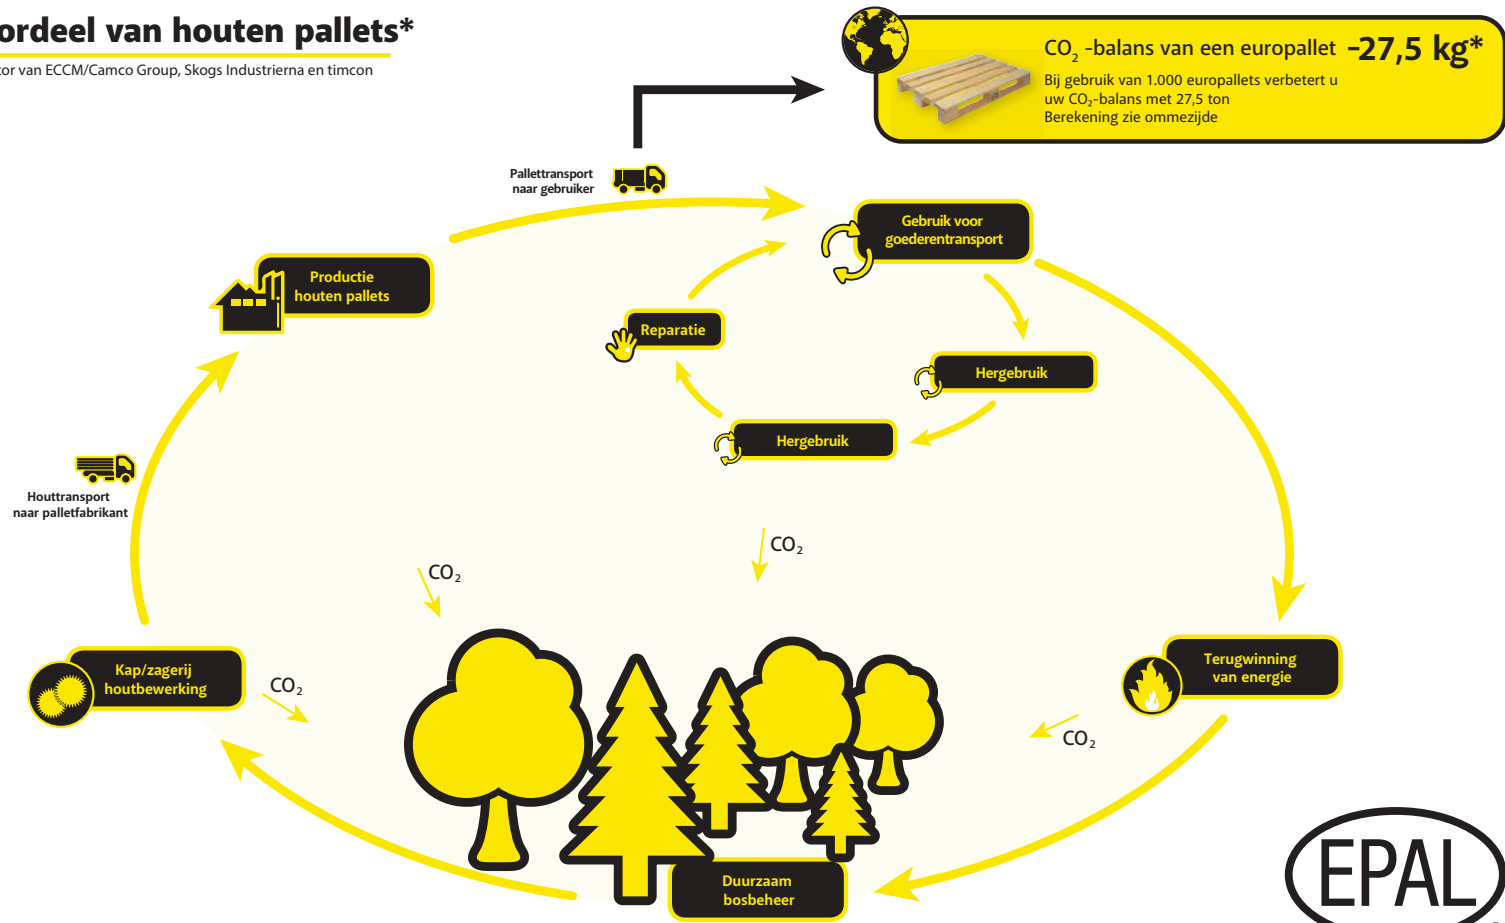 ordeel van houten pallets*
tor van ECCM/Camco Group, Skogs Industrierna en timcon
CO₂ -balans van een europallet -27,5 kg*
Bij gebruik van 1.000 europallets verbetert u
uw CO₂-balans met 27,5 ton
Berekening zie ommezijde
Pallettransport
naar gebruiker
Gebruik voor
goederentransport
Productie
houten pallets
Reparatie
Hergebruik
Hergebruik
Houttransport
naar palletfabrikant
CO₂
CO₂
Kap/zagerij
houtbewerking
CO₂
Terugwinning
van energie
CO₂
Duurzaam
bosbeheer
EPAL